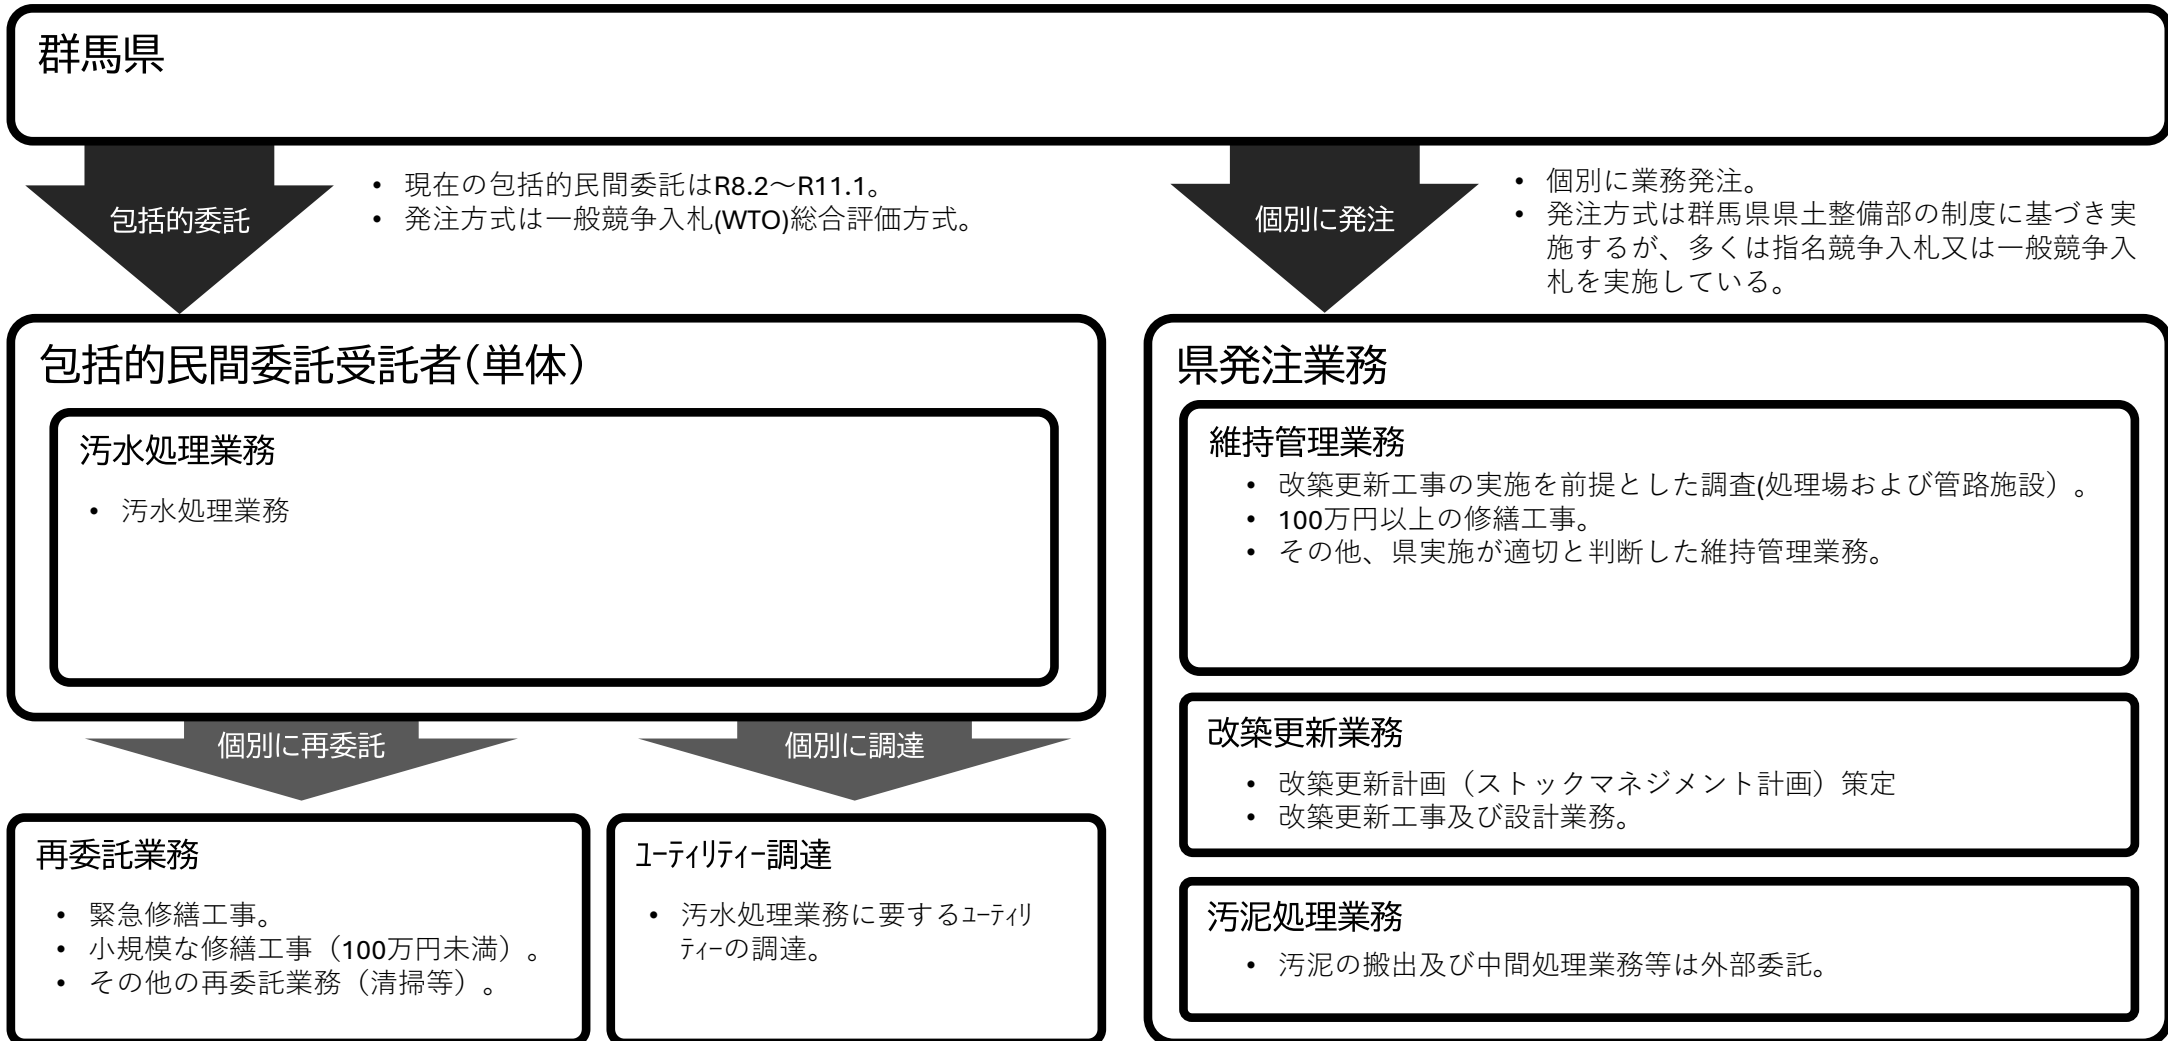 群馬県
包括的委託
• 現在の包括的民間委託はR8.2～R11.1。
• 発注方式は一般競争入札(WTO)総合評価方式。
個別に発注
• 個別に業務発注。
• 発注方式は群馬県県土整備部の制度に基づき実
施するが、多くは指名競争入札又は一般競争入
札を実施している。
包括的民間委託受託者(単体）
汚水処理業務
• 汚水処理業務
個別に再委託
個別に調達
再委託業務
• 緊急修繕工事。
• 小規模な修繕工事（100万円未満）。
• その他の再委託業務（清掃等）。
ﾕｰﾃｨﾘﾃｨｰ調達
• 汚水処理業務に要するﾕｰﾃｨﾘ
ﾃｨｰの調達。
県発注業務
維持管理業務
• 改築更新工事の実施を前提とした調査(処理場および管路施設）。
• 100万円以上の修繕工事。
• その他、県実施が適切と判断した維持管理業務。
改築更新業務
• 改築更新計画（ストックマネジメント計画）策定
• 改築更新工事及び設計業務。
汚泥処理業務
• 汚泥の搬出及び中間処理業務等は外部委託。